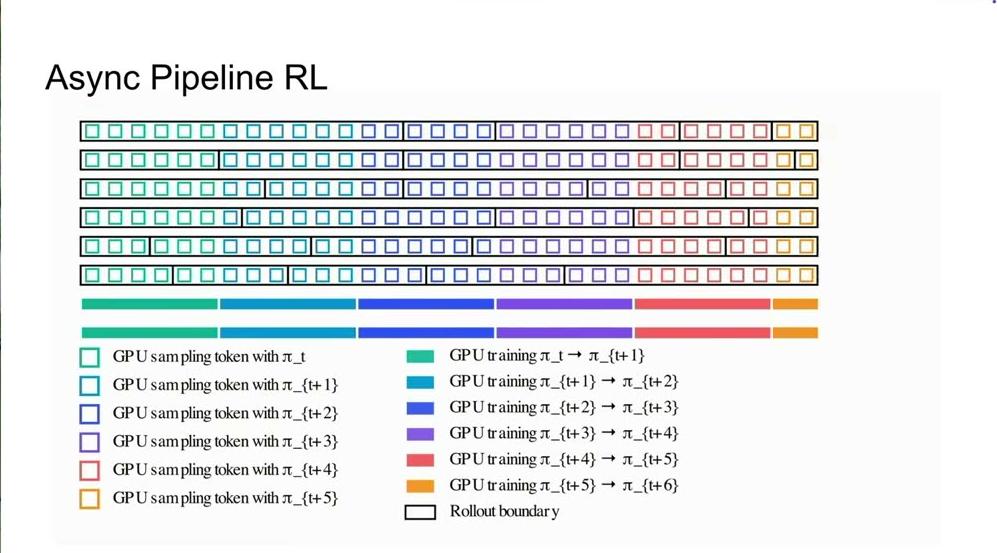 Async Pipeline RL
GPU sampling token with π_t
GPU sampling token with π_{t+1}
GPU sampling token with π_{t+2}
GPU sampling token with π_{t+3}
GPU sampling token with π_{t+4}
GPU sampling token with π_{t+5}
GPU training π_t → π_{t+1}
GPU training π_{t+1} → π_{t+2}
GPU training π_{t+2} → π_{t+3}
GPU training π_{t+3} → π_{t+4}
GPU training π_{t+4} → π_{t+5}
GPU training π_{t+5} → π_{t+6}
Rollout boundary